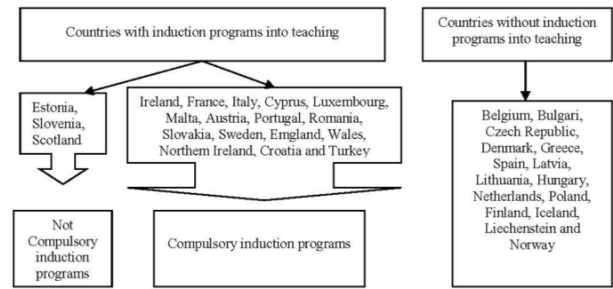 Countries with induction programs into teaching
Countries without induction
programs into teaching
Estonia,
Slovenia,
Scotland
Ireland, France, Italy, Cyprus, Luxembourg,
Malta, Austria, Portugal, Romania,
Slovakia, Sweden, Emgland, Wales,
Northern Ireland, Croatia and Turkey
Belgium, Bulgari,
Czech Republic,
Denmark, Greece,
Spain, Latvia,
Lithuania, Hungary,
Netherlands, Poland,
Finland, Iceland,
Liechenstein and
Norway
Not
Compulsory
induction
programs
Compulsory induction programs